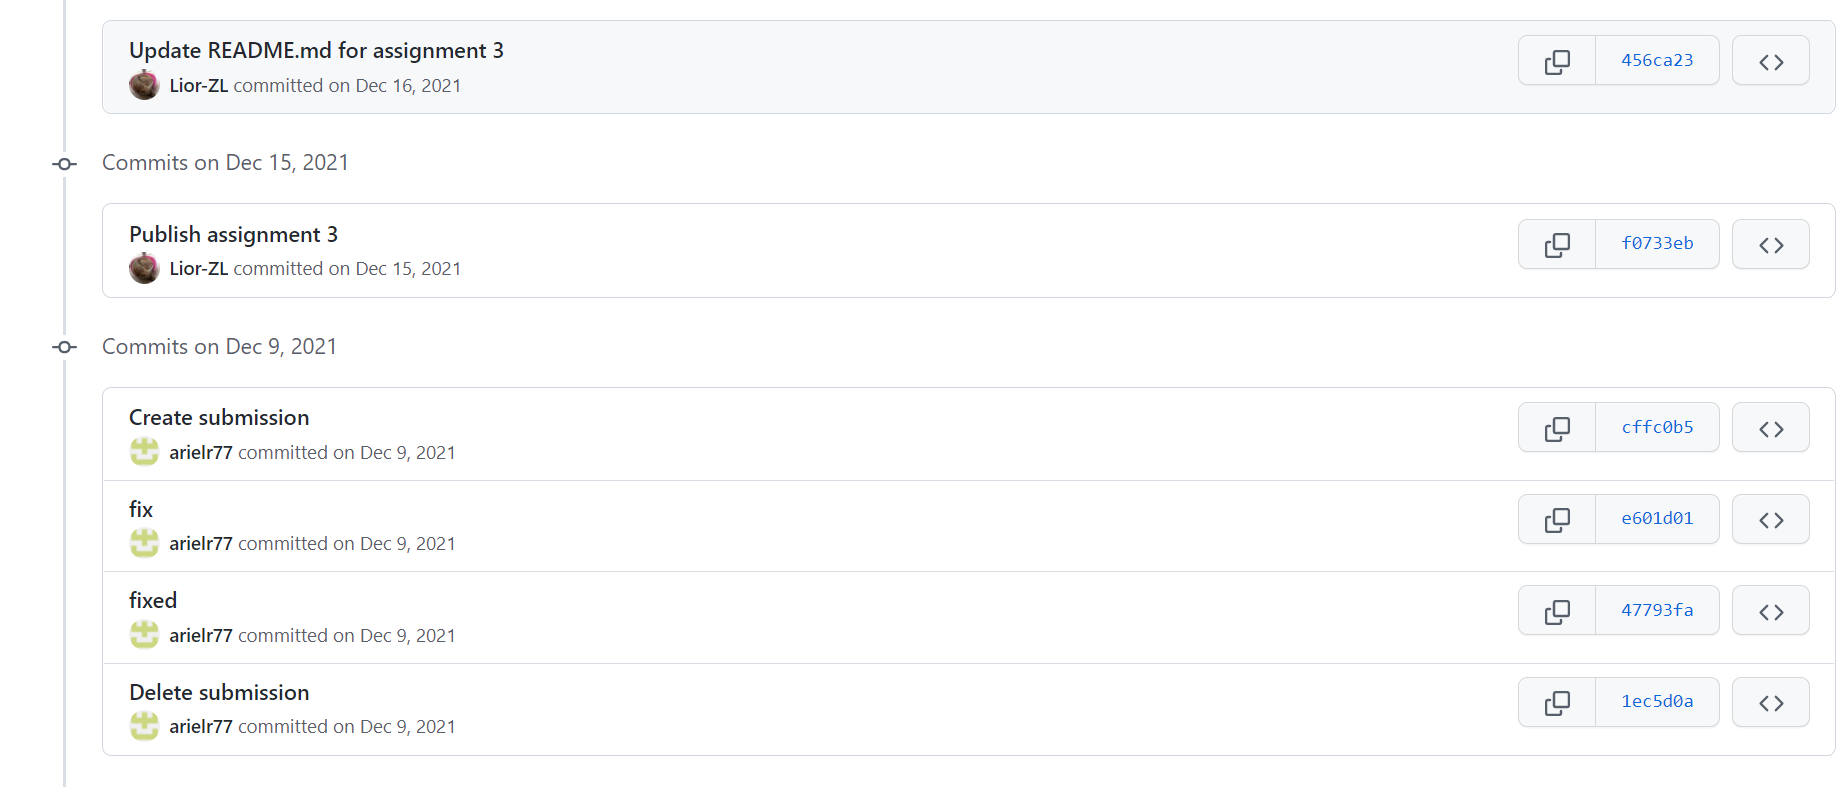 Update README.md for assignment 3
456ca23
Lior-ZL committed on Dec 16, 2021
Commits on Dec 15, 2021
Publish assignment 3
f0733eb
Lior-ZL committed on Dec 15, 2021
Commits on Dec 9, 2021
Create submission
cffc0b5
arielr77 committed on Dec 9, 2021
fix
e601d01
arielr77 committed on Dec 9, 2021
fixed
47793fa
arielr77 committed on Dec 9, 2021
Delete submission
1ec5d0a
arielr77 committed on Dec 9, 2021